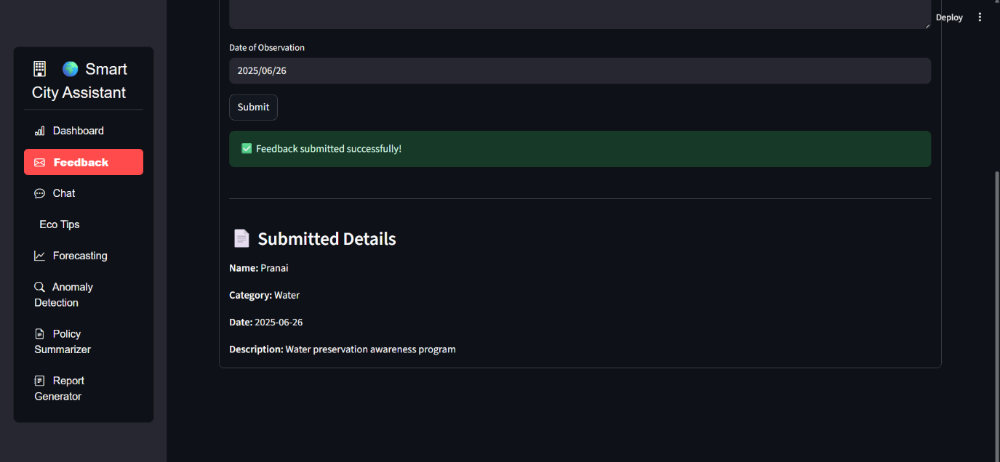 Deploy
Smart
City Assistant
Dashboard
Feedback
Chat
Eco Tips
Forecasting
Anomaly
Detection
Policy
Summarizer
Report
Generator
Date of Observation
2025/06/26
Submit
Feedback submitted successfully!
Submitted Details
Name: Pranai
Category: Water
Date: 2025-06-26
Description: Water preservation awareness program